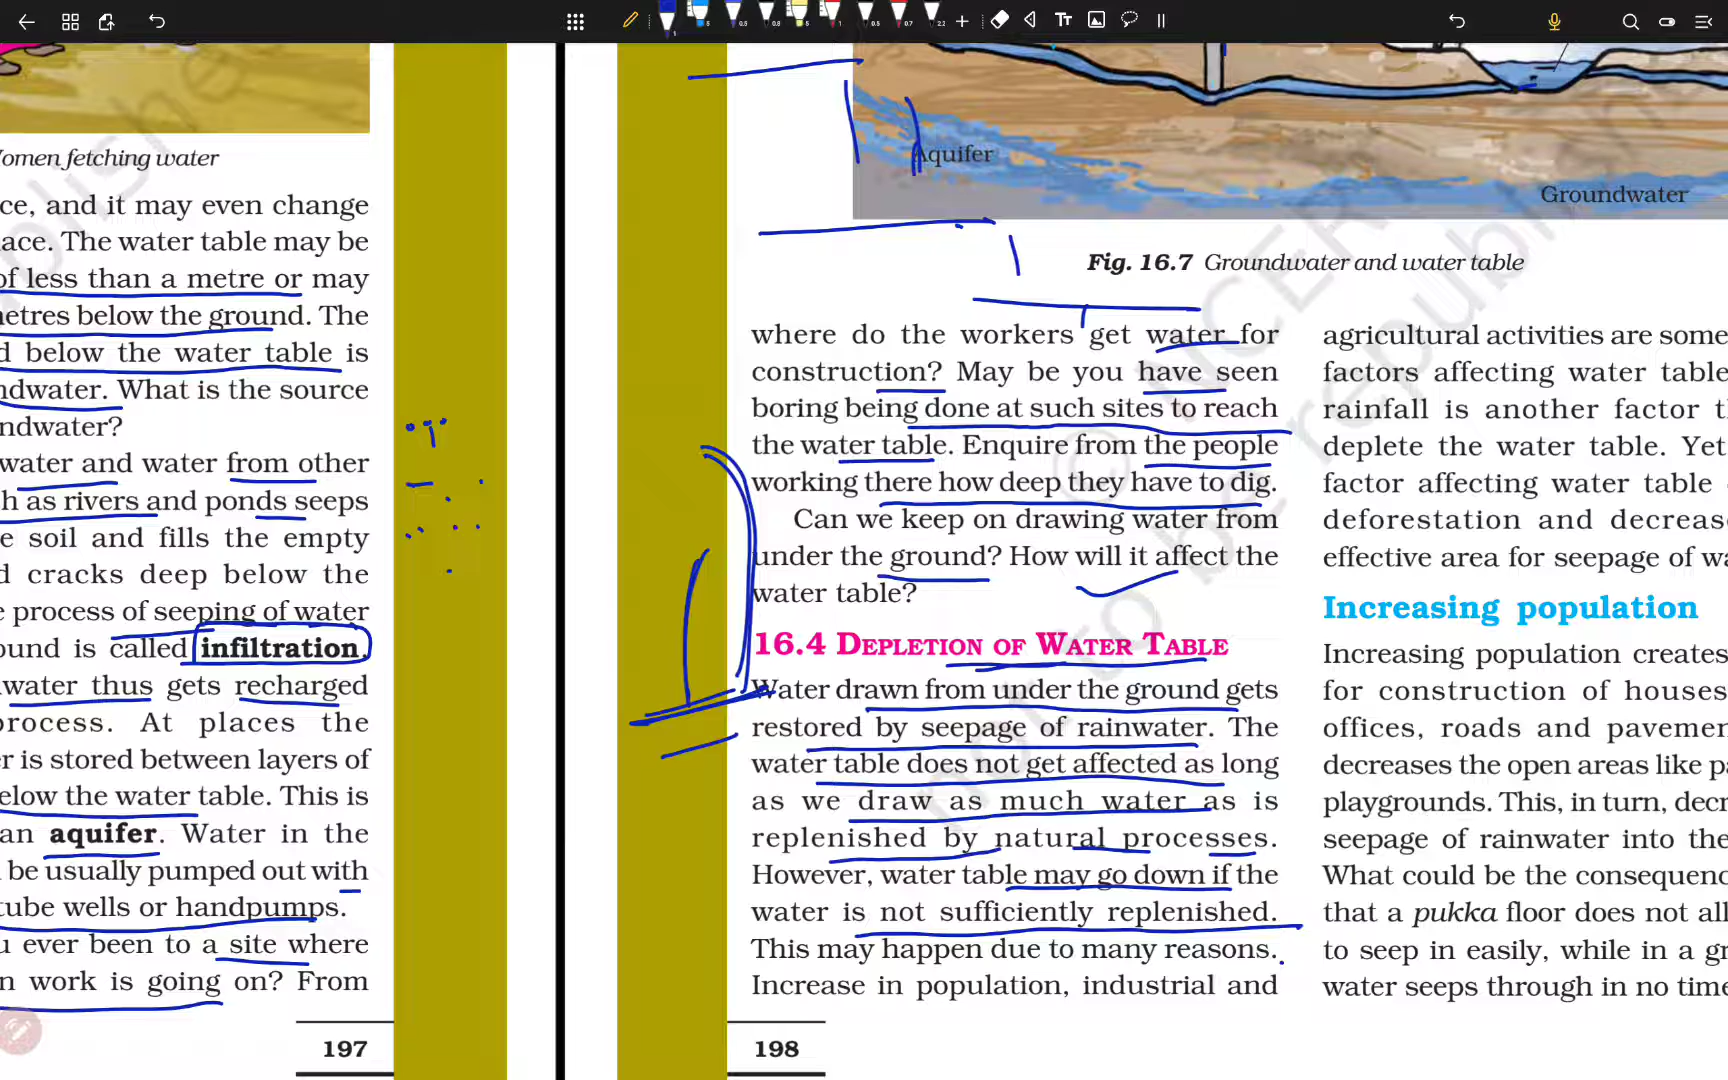 Women fetching water
ce, and it may even change
lace. The water table may be
of less than a metre or may
metres below the ground. The
d below the water table is
ndwater. What is the source
ndwater?
water and water from other
ch as rivers and ponds seeps
e soil and fills the empty
d cracks deep below the
e process of seeping of water
ound is called infiltration.
water thus gets recharged
process. At places the
er is stored between layers of
elow the water table. This is
an aquifer. Water in the
be usually pumped out with
tube wells or handpumps.
u ever been to a site where
n work is going on? From
197
Aquifer
Groundwater
Fig. 16.7 Groundwater and water table
where do the workers get water for
construction? May be you have seen
boring being done at such sites to reach
the water table. Enquire from the people
working there how deep they have to dig.
Can we keep on drawing water from
under the ground? How will it affect the
water table?
16.4 DEPLETION OF WATER TABLE
Water drawn from under the ground gets
restored by seepage of rainwater. The
water table does not get affected as long
as we draw as much water as is
replenished by natural processes.
However, water table may go down if the
water is not sufficiently replenished.
This may happen due to many reasons.
Increase in population, industrial and
198
agricultural activities are some
factors affecting water table
rainfall is another factor th
deplete the water table. Yet
factor affecting water table
deforestation and decreas
effective area for seepage of wa
Increasing population
Increasing population creates
for construction of houses
offices, roads and pavemen
decreases the open areas like pa
playgrounds. This, in turn, decr
seepage of rainwater into the
What could be the consequenc
that a pukka floor does not all
to seep in easily, while in a gr
water seeps through in no time
© NCERT
not to be republished